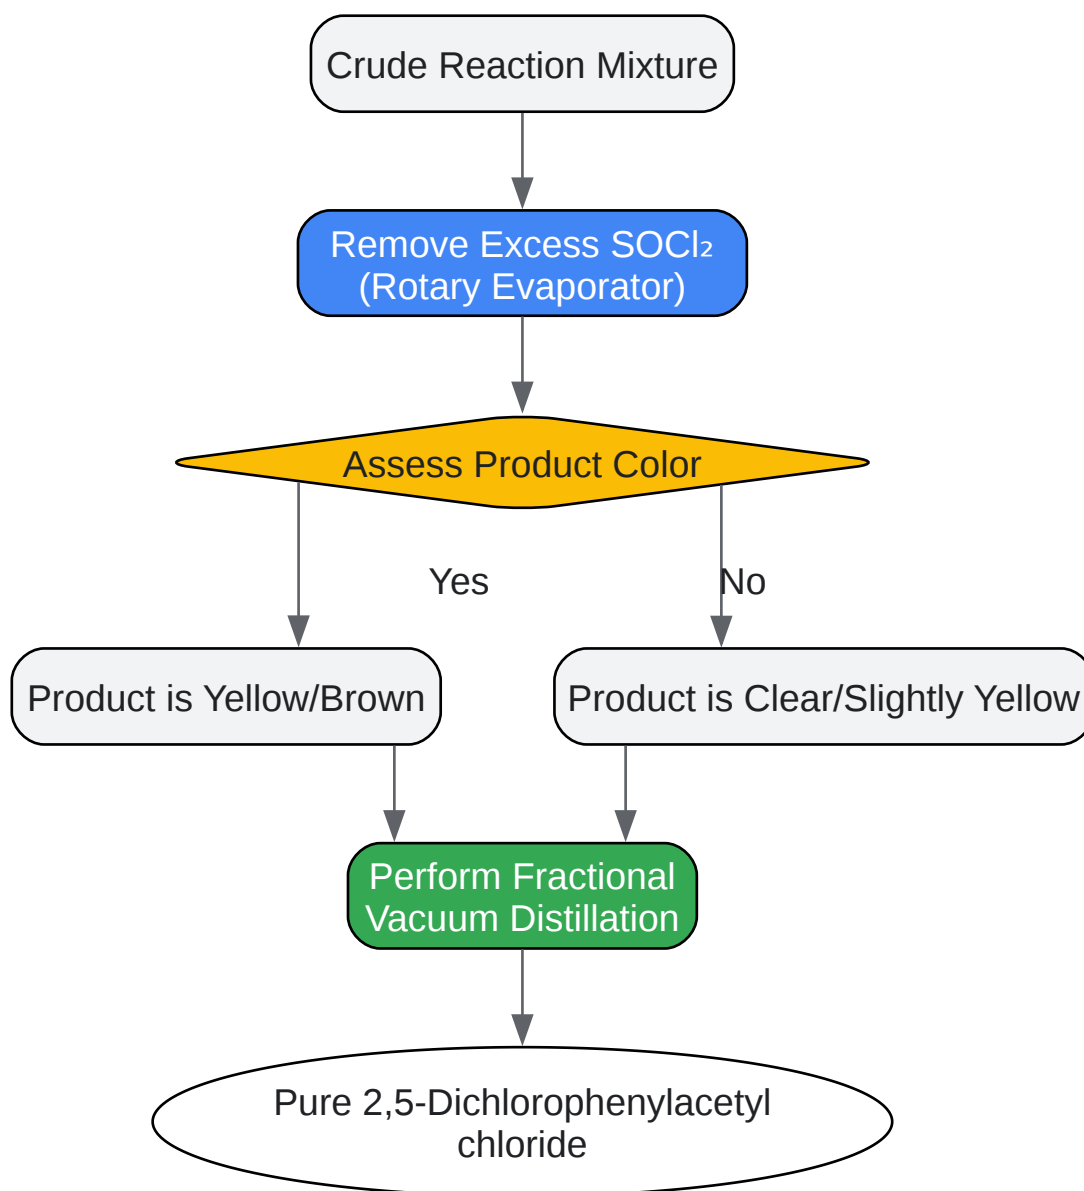 Crude Reaction Mixture
Remove Excess SOCl₂
(Rotary Evaporator)
Assess Product Color
Yes
No
Product is Yellow/Brown
Product is Clear/Slightly Yellow
Perform Fractional
Vacuum Distillation
Pure 2,5-Dichlorophenylacetyl
chloride